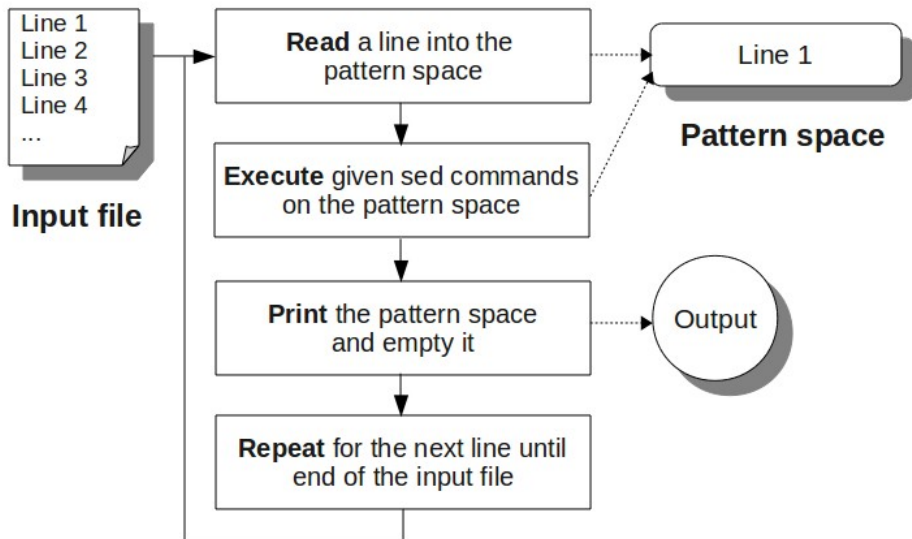 Line 1
Line 2
Line 3
Line 4
...
Input file
Read a line into the
pattern space
Line 1
Pattern space
Execute given sed commands
on the pattern space
Print the pattern space
and empty it
Output
Repeat for the next line until
end of the input file